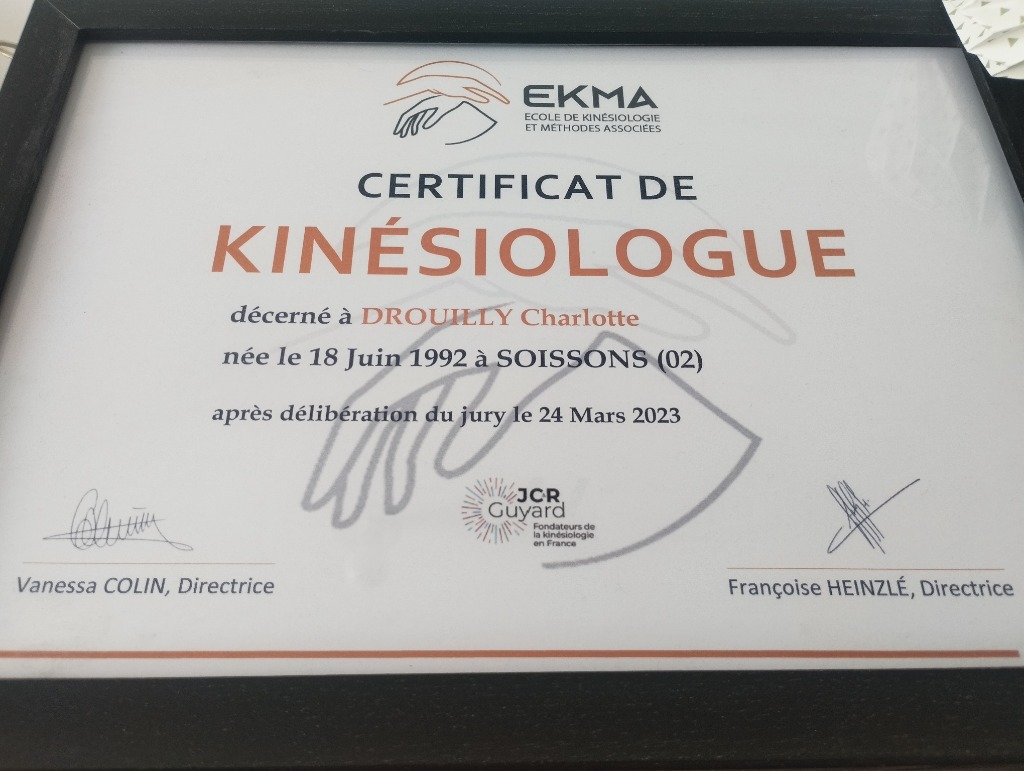 EKMA
ECOLE DE KINÉSIOLOGIE
ET MÉTHODES ASSOCIÉES
CERTIFICAT DE
KINÉSIOLOGUE
décerné à DROUILLY Charlotte
née le 18 Juin 1992 à SOISSONS (02)
après délibération du jury le 24 Mars 2023
JC&R
Guyard
Fondateurs de
la kinésiologie
en France
Vanessa COLIN, Directrice
Françoise HEINZLÉ, Directrice